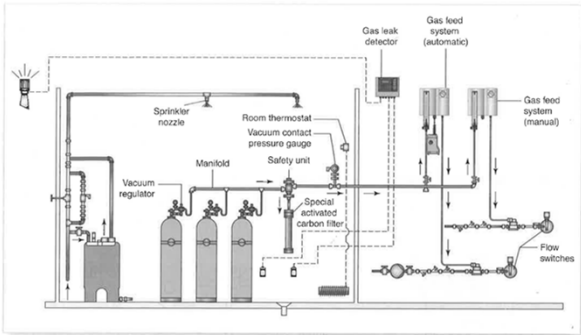 Gas leak
detector
Gas feed
system
(automatic)
Gas feed
system
(manual)
Sprinkler
nozzle
Room thermostat
Vacuum contact
pressure gauge
Safety unit
Manifold
Vacuum
regulator
Special
activated
carbon filter
Flow
switches